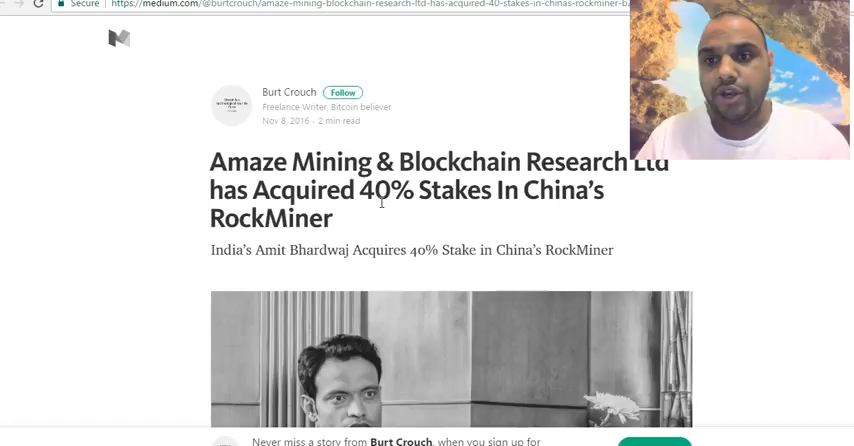 Secure https://medium.com/@burtcrouch/amaze-mining-blockchain-research-ltd-has-acquired-40-stakes-in-chinas-rockminer-b
Burt Crouch Follow
Freelance Writer, Bitcoin believer
Nov 8, 2016 · 2 min read
Amaze Mining & Blockchain Research Ltd
has Acquired 40% Stakes In China's
RockMiner
India's Amit Bhardwaj Acquires 40% Stake in China's RockMiner
Never miss a story from Burt Crouch, when you sign up for